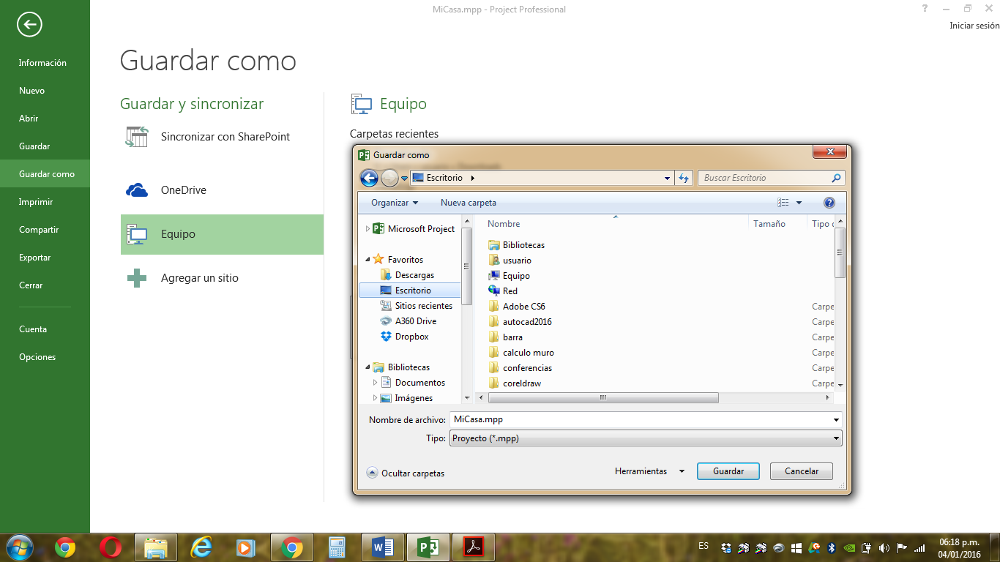 MiCasa.mpp - Project Professional
?
Iniciar sesión
Información
Nuevo
Abrir
Guardar
Guardar como
Imprimir
Compartir
Exportar
Cerrar
Cuenta
Opciones
Guardar como
Guardar y sincronizar
Sincronizar con SharePoint
OneDrive
Equipo
Agregar un sitio
Equipo
Carpetas recientes
Guardar como
Escritorio
Buscar Escritorio
Organizar
Nueva carpeta
Microsoft Project
Favoritos
Descargas
Escritorio
Sitios recientes
A360 Drive
Dropbox
Bibliotecas
Documentos
Imágenes
Nombre Tamaño Tipo
Bibliotecas
usuario
Equipo
Red
Adobe CS6 Carpe
autocad2016 Carpe
barra Carpe
calculo muro Carpe
conferencias Carpe
coreldraw Carpe
Nombre de archivo: MiCasa.mpp
Tipo: Proyecto (*.mpp)
Ocultar carpetas
Herramientas
Guardar
Cancelar
ES
06:18 p.m.
04/01/2016